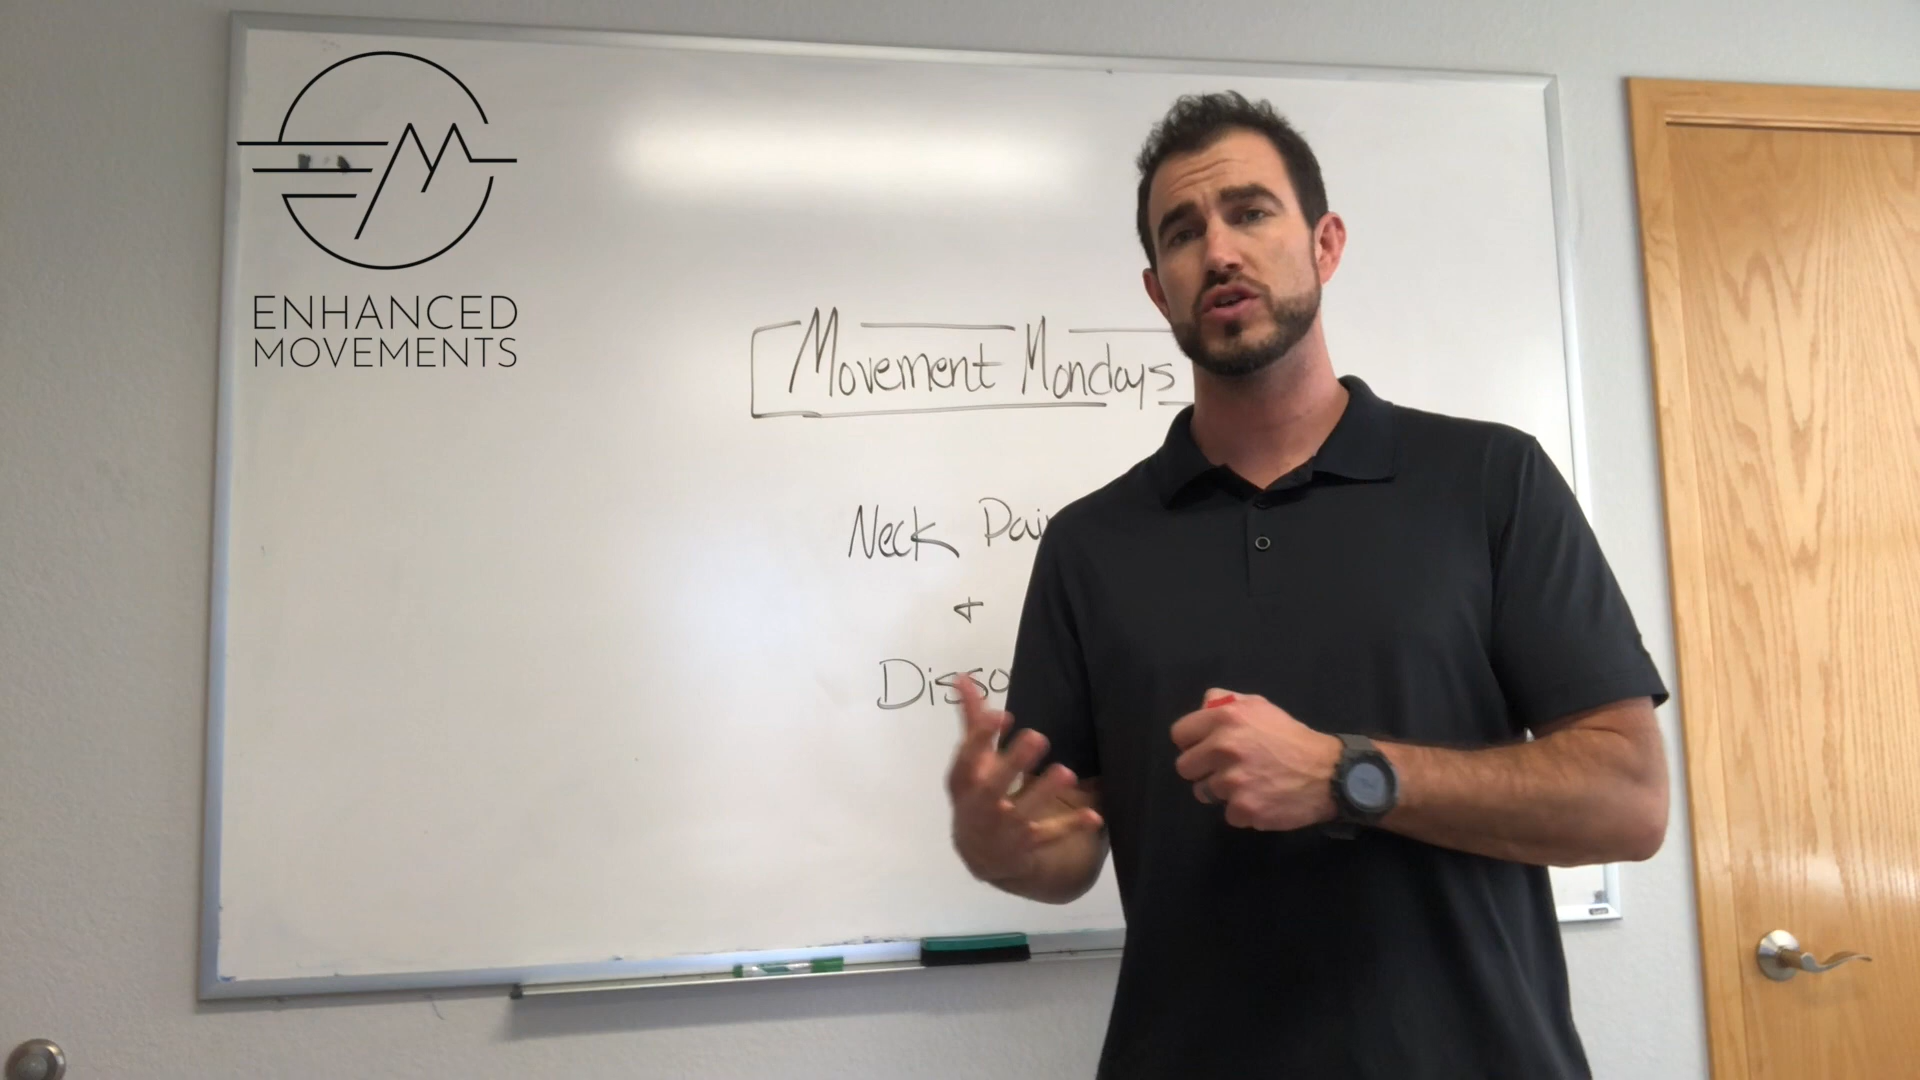 ENHANCED
MOVEMENTS
Movement Mondays
Neck Pai
+
Disso